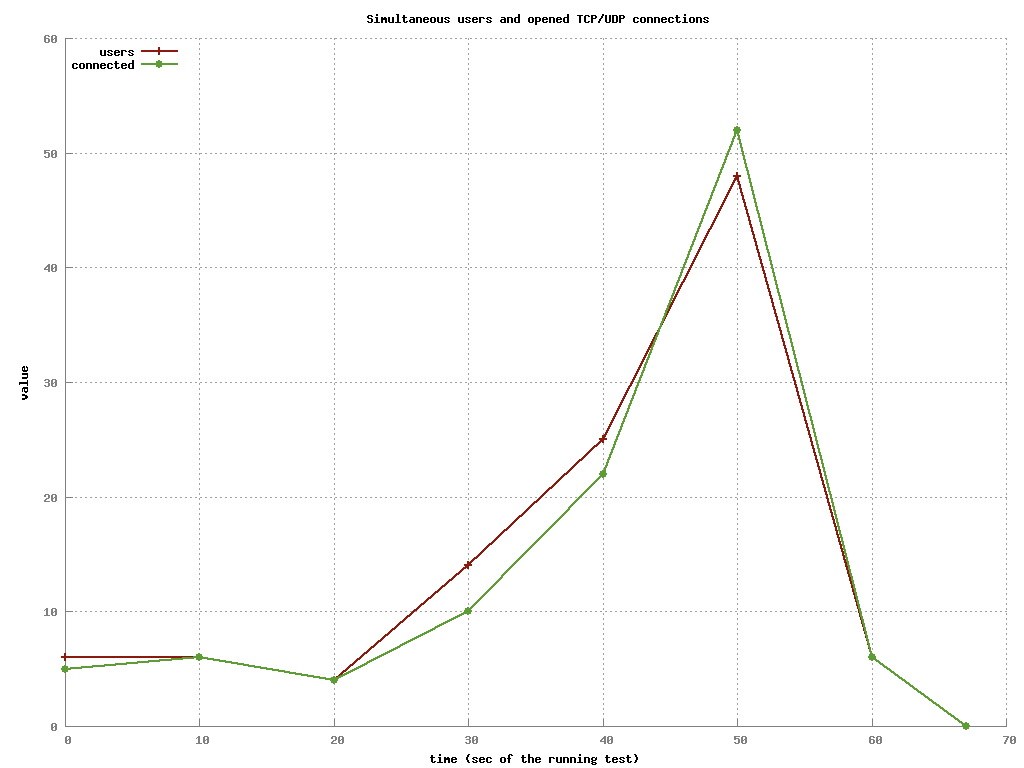 Simultaneous users and opened TCP/UDP connections
users
connected
60
50
40
30
20
10
0
value
0 10 20 30 40 50 60 70
time (sec of the running test)